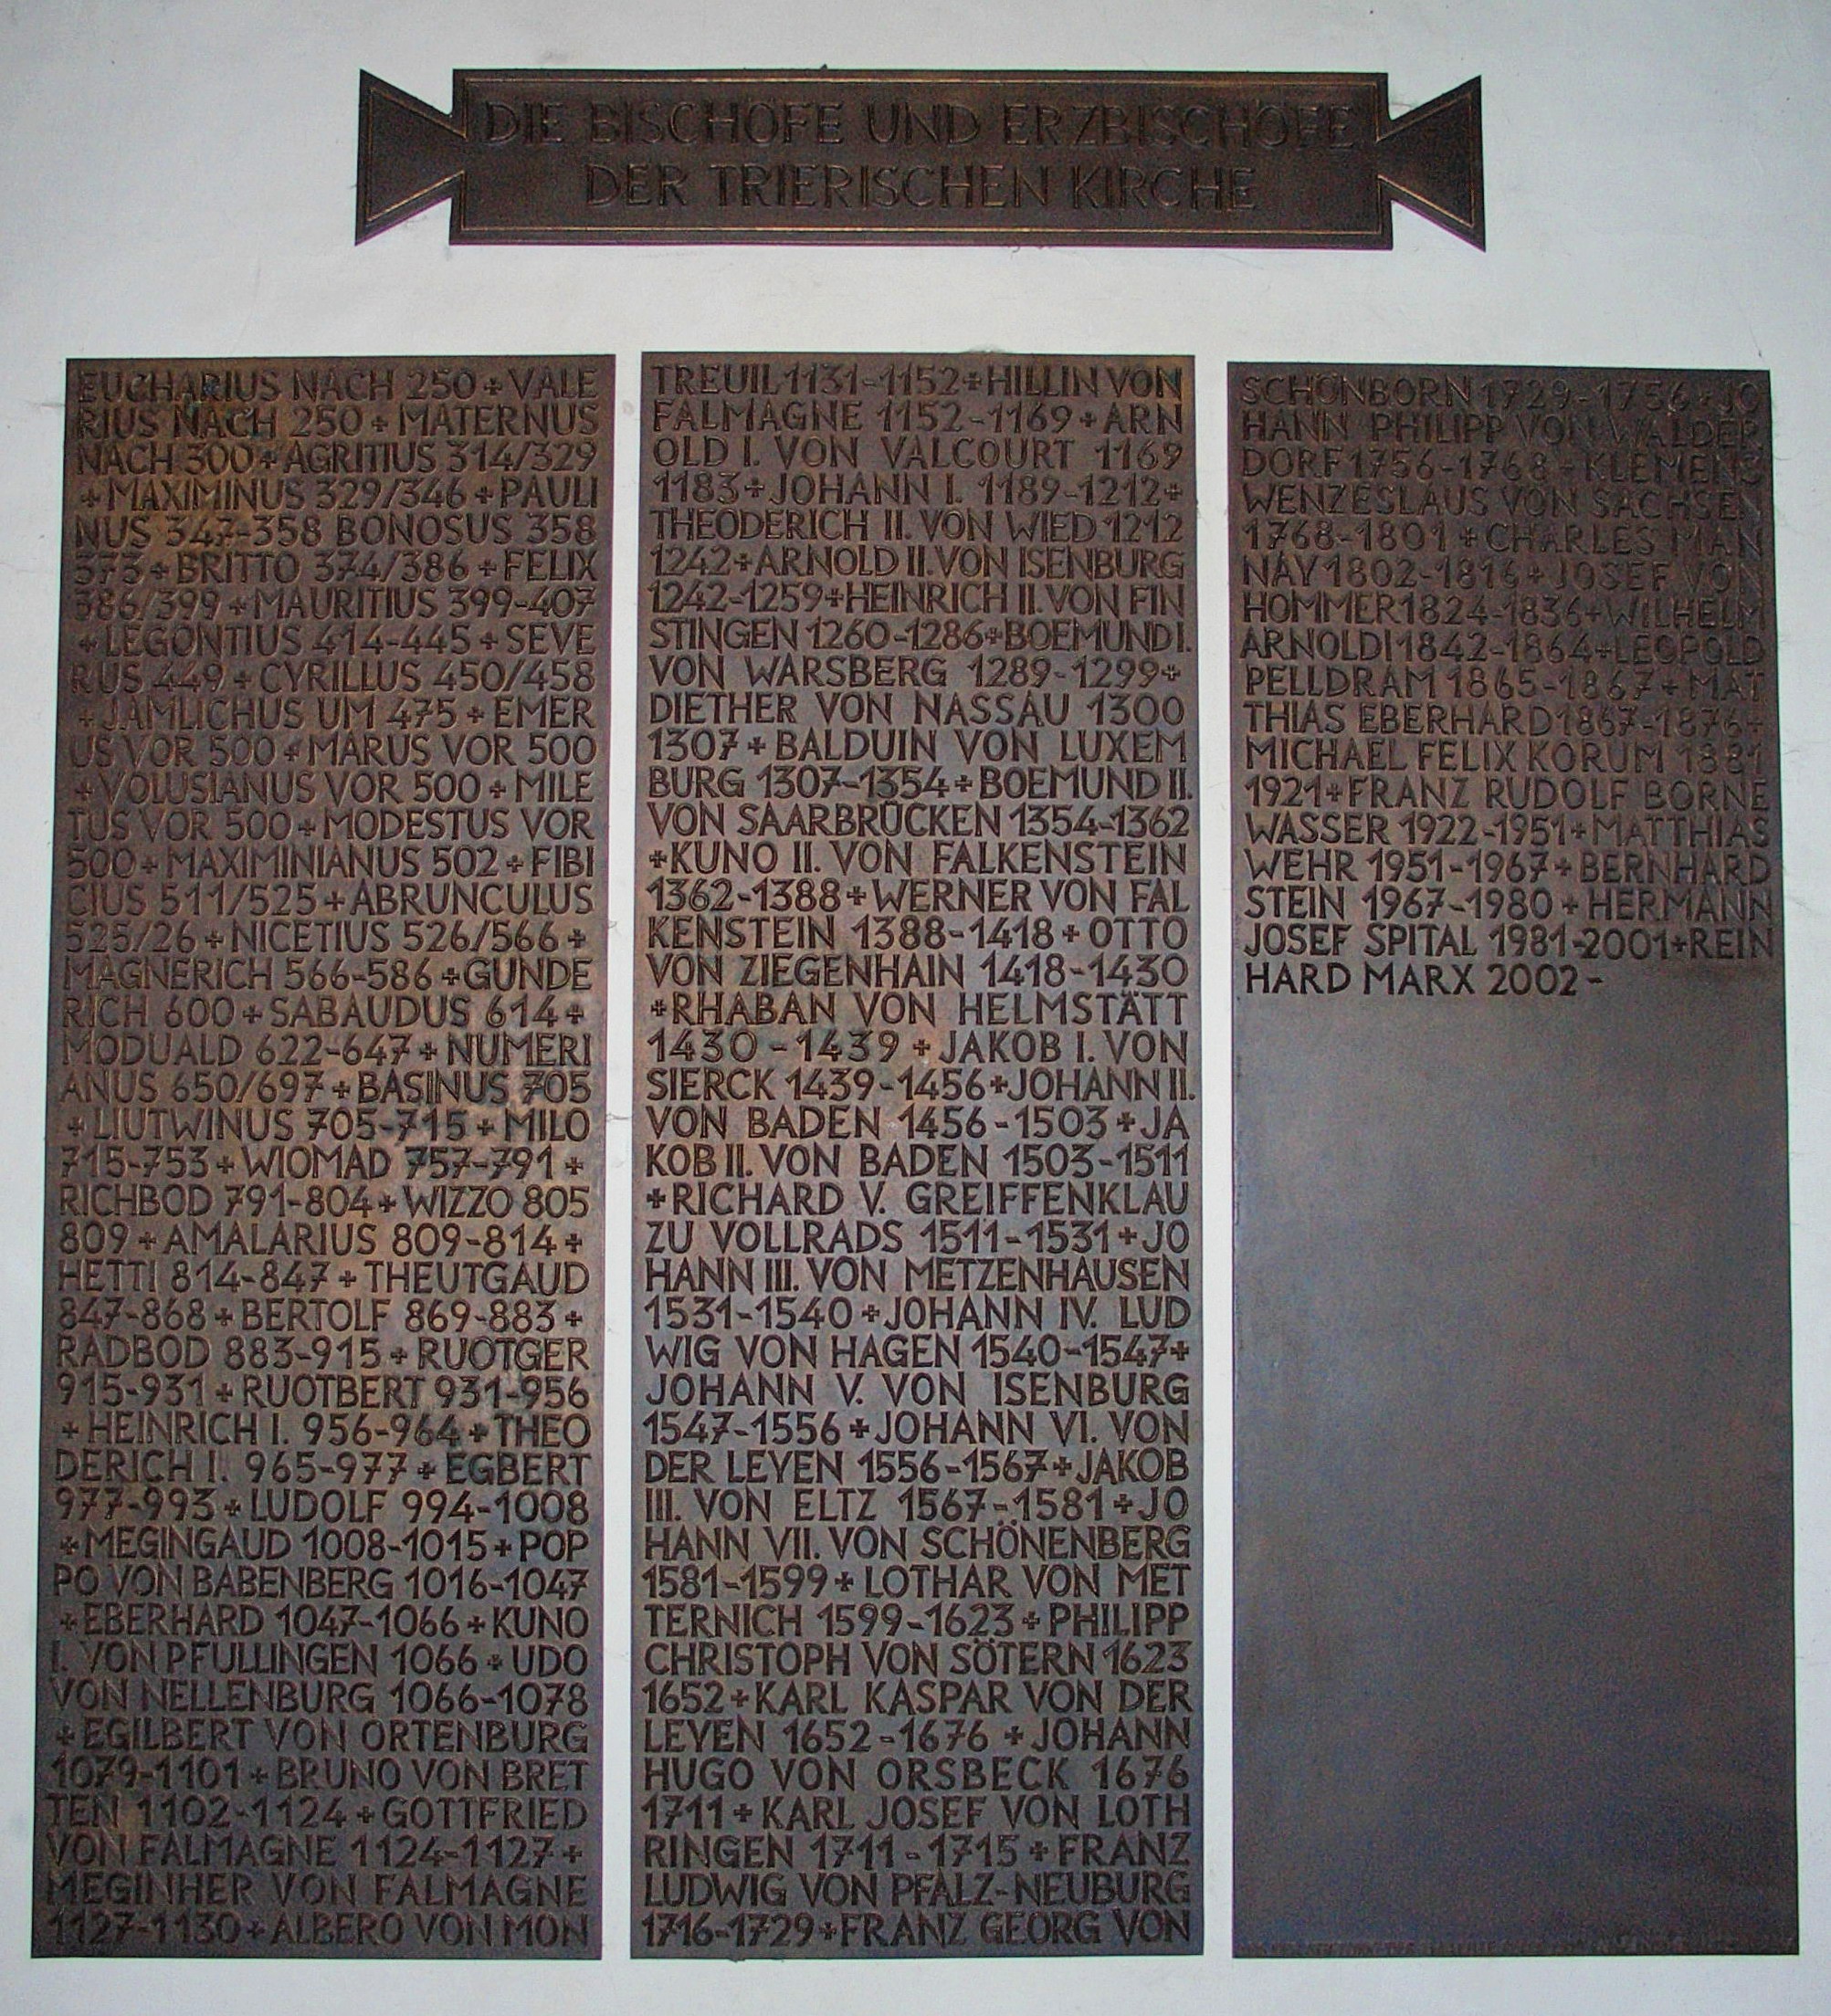 DIE BISCHÖFE UND ERZBISCHÖFE
DER TRIERISCHEN KIRCHE
EUCHARIUS NACH 250 + VALE
RIUS NACH 250 + MATERNUS
NACH 300 + AGRITIUS 314/329
+ MAXIMINUS 329/346 + PAULI
NUS 347-358 BONOSUS 358
373 + BRITTO 374/386 + FELIX
386/399 + MAURITIUS 399-407
+ LEGONTIUS 414-445 + SEVE
RUS 449 + CYRILLUS 450/458
+ JAMLICHUS UM 475 + EMER
US VOR 500 + MARUS VOR 500
+ VOLUSIANUS VOR 500 + MILE
TUS VOR 500 + MODESTUS VOR
500 + MAXIMINIANUS 502 + FIBI
CIUS 511/525 + ABRUNCULUS
525/26 + NICETIUS 526/566 +
MAGNERICH 566-586 + GUNDE
RICH 600 + SABAUDUS 614 +
MODUALD 622-647 + NUMERI
ANUS 650/697 + BASINUS 705
+ LIUTWINUS 705-715 + MILO
715-753 + WIOMAD 757-791 +
RICHBOD 791-804 + WIZZO 805
809 + AMALARIUS 809-814 +
HETTI 814-847 + THEUTGAUD
847-868 + BERTOLF 869-883 +
RADBOD 883-915 + RUOTGER
915-931 + RUOTBERT 931-956
+ HEINRICH I. 956-964 + THEO
DERICH I. 965-977 + EGBERT
977-993 + LUDOLF 994-1008
+ MEGINGAUD 1008-1015 + POP
PO VON BABENBERG 1016-1047
+ EBERHARD 1047-1066 + KUNO
I. VON PFULLINGEN 1066 + UDO
VON NELLENBURG 1066-1078
+ EGILBERT VON ORTENBURG
1079-1101 + BRUNO VON BRET
TEN 1102-1124 + GOTTFRIED
VON FALMAGNE 1124-1127 +
MEGINHER VON FALMAGNE
1127-1130 + ALBERO VON MON
TREUIL 1131-1152 + HILLIN VON
FALMAGNE 1152-1169 + ARN
OLD I. VON VALCOURT 1169
1183 + JOHANN I. 1189-1212 +
THEODERICH II. VON WIED 1212
1242 + ARNOLD II. VON ISENBURG
1242-1259 + HEINRICH II. VON FIN
STINGEN 1260-1286 + BOEMUND I.
VON WARSBERG 1289-1299 +
DIETHER VON NASSAU 1300
1307 + BALDUIN VON LUXEM
BURG 1307-1354 + BOEMUND II.
VON SAARBRÜCKEN 1354-1362
+ KUNO II. VON FALKENSTEIN
1362-1388 + WERNER VON FAL
KENSTEIN 1388-1418 + OTTO
VON ZIEGENHAIN 1418-1430
+ RHABAN VON HELMSTÄTT
1430-1439 + JAKOB I. VON
SIERCK 1439-1456 + JOHANN II.
VON BADEN 1456-1503 + JA
KOB II. VON BADEN 1503-1511
+ RICHARD V. GREIFFENKLAU
ZU VOLLRADS 1511-1531 + JO
HANN III. VON METZENHAUSEN
1531-1540 + JOHANN IV. LUD
WIG VON HAGEN 1540-1547 +
JOHANN V. VON ISENBURG
1547-1556 + JOHANN VI. VON
DER LEYEN 1556-1567 + JAKOB
III. VON ELTZ 1567-1581 + JO
HANN VII. VON SCHÖNENBERG
1581-1599 + LOTHAR VON MET
TERNICH 1599-1623 + PHILIPP
CHRISTOPH VON SÖTERN 1623
1652 + KARL KASPAR VON DER
LEYEN 1652-1676 + JOHANN
HUGO VON ORSBECK 1676
1711 + KARL JOSEF VON LOTH
RINGEN 1711-1715 + FRANZ
LUDWIG VON PFALZ-NEUBURG
1716-1729 + FRANZ GEORG VON
SCHÖNBORN 1729-1756 + JO
HANN PHILIPP VON WALDER
DORF 1756-1768 + KLEMENS
WENZESLAUS VON SACHSEN
1768-1801 + CHARLES MAN
NAY 1802-1816 + JOSEF VON
HOMMER 1824-1836 + WILHELM
ARNOLDI 1842-1864 + LEOPOLD
PELLDRAM 1865-1867 + MAT
THIAS EBERHARD 1867-1876 +
MICHAEL FELIX KORUM 1881
1921 + FRANZ RUDOLF BORNE
WASSER 1922-1951 + MATTHIAS
WEHR 1951-1967 + BERNHARD
STEIN 1967-1980 + HERMANN
JOSEF SPITAL 1981-2001 + REIN
HARD MARX 2002-